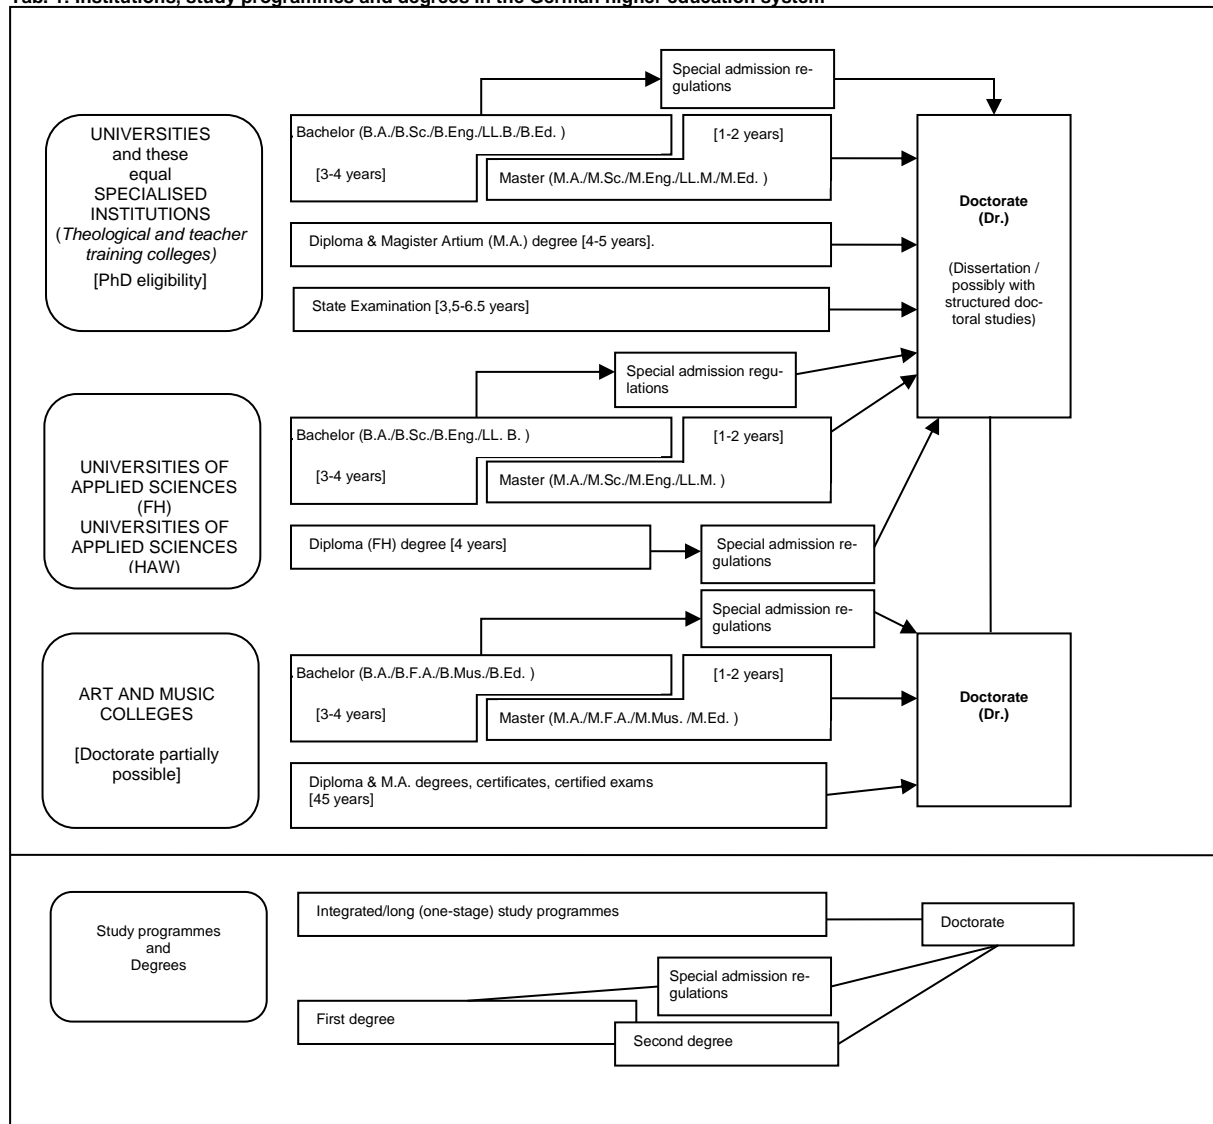 Tab. 1: Institutions, study programmes and degrees in the German higher education system
Special admission re-
gulations
UNIVERSITIES
and these
equal
SPECIALISED
INSTITUTIONS
(Theological and teacher
training colleges)
[PhD eligibility]
Bachelor (B.A./B.Sc./B.Eng./LL.B./B.Ed. )
[3-4 years]
[1-2 years]
Master (M.A./M.Sc./M.Eng./LL.M./M.Ed. )
Diploma & Magister Artium (M.A.) degree [4-5 years].
State Examination [3,5-6.5 years]
Doctorate
(Dr.)
(Dissertation /
possibly with
structured doc-
toral studies)
Special admission regu-
lations
UNIVERSITIES OF
APPLIED SCIENCES
(FH)
UNIVERSITIES OF
APPLIED SCIENCES
(HAW)
Bachelor (B.A./B.Sc./B.Eng./LL. B. )
[3-4 years]
[1-2 years]
Master (M.A./M.Sc./M.Eng./LL.M. )
Diploma (FH) degree [4 years]
Special admission re-
gulations
Special admission re-
gulations
ART AND MUSIC
COLLEGES
[Doctorate partially
possible]
Bachelor (B.A./B.F.A./B.Mus./B.Ed. )
[3-4 years]
[1-2 years]
Master (M.A./M.F.A./M.Mus. /M.Ed. )
Diploma & M.A. degrees, certificates, certified exams
[45 years]
Doctorate
(Dr.)
Study programmes
and
Degrees
Integrated/long (one-stage) study programmes
Doctorate
Special admission re-
gulations
First degree
Second degree